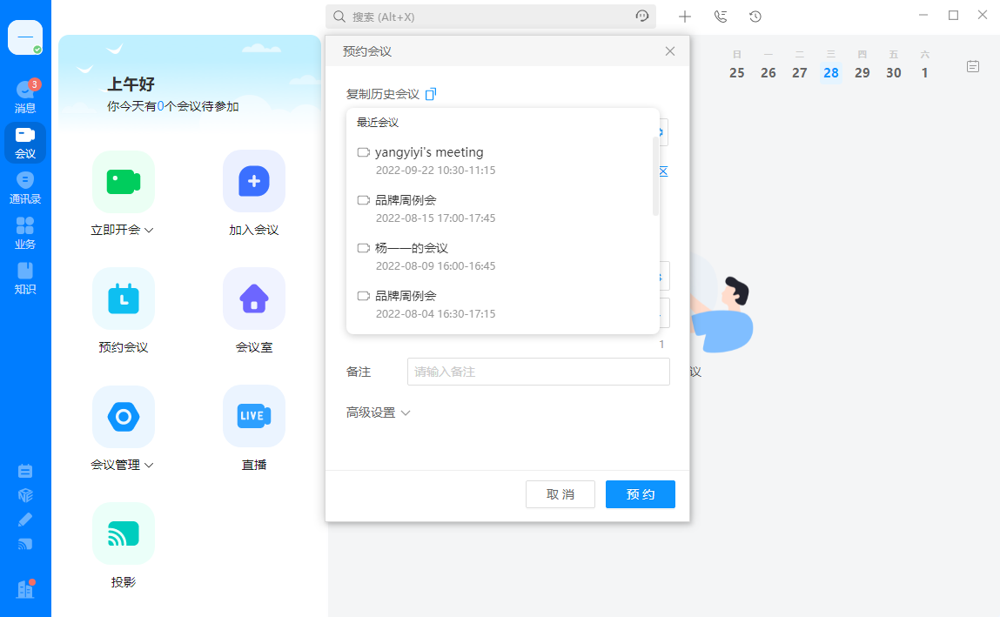 搜索 (Alt+X)
一
3
消息
会议
通讯录
业务
知识
上午好
你今天有0个会议待参加
立即开会
加入会议
预约会议
会议室
会议管理
LIVE
直播
投影
预约会议
复制历史会议
最近会议
yangyiyi's meeting
2022-09-22 10:30-11:15
品牌周例会
2022-08-15 17:00-17:45
杨一一的会议
2022-08-09 16:00-16:45
品牌周例会
2022-08-04 16:30-17:15
区
1
备注
请输入备注
高级设置
取 消
预 约
日 一 二 三 四 五 六
25 26 27 28 29 30 1
议